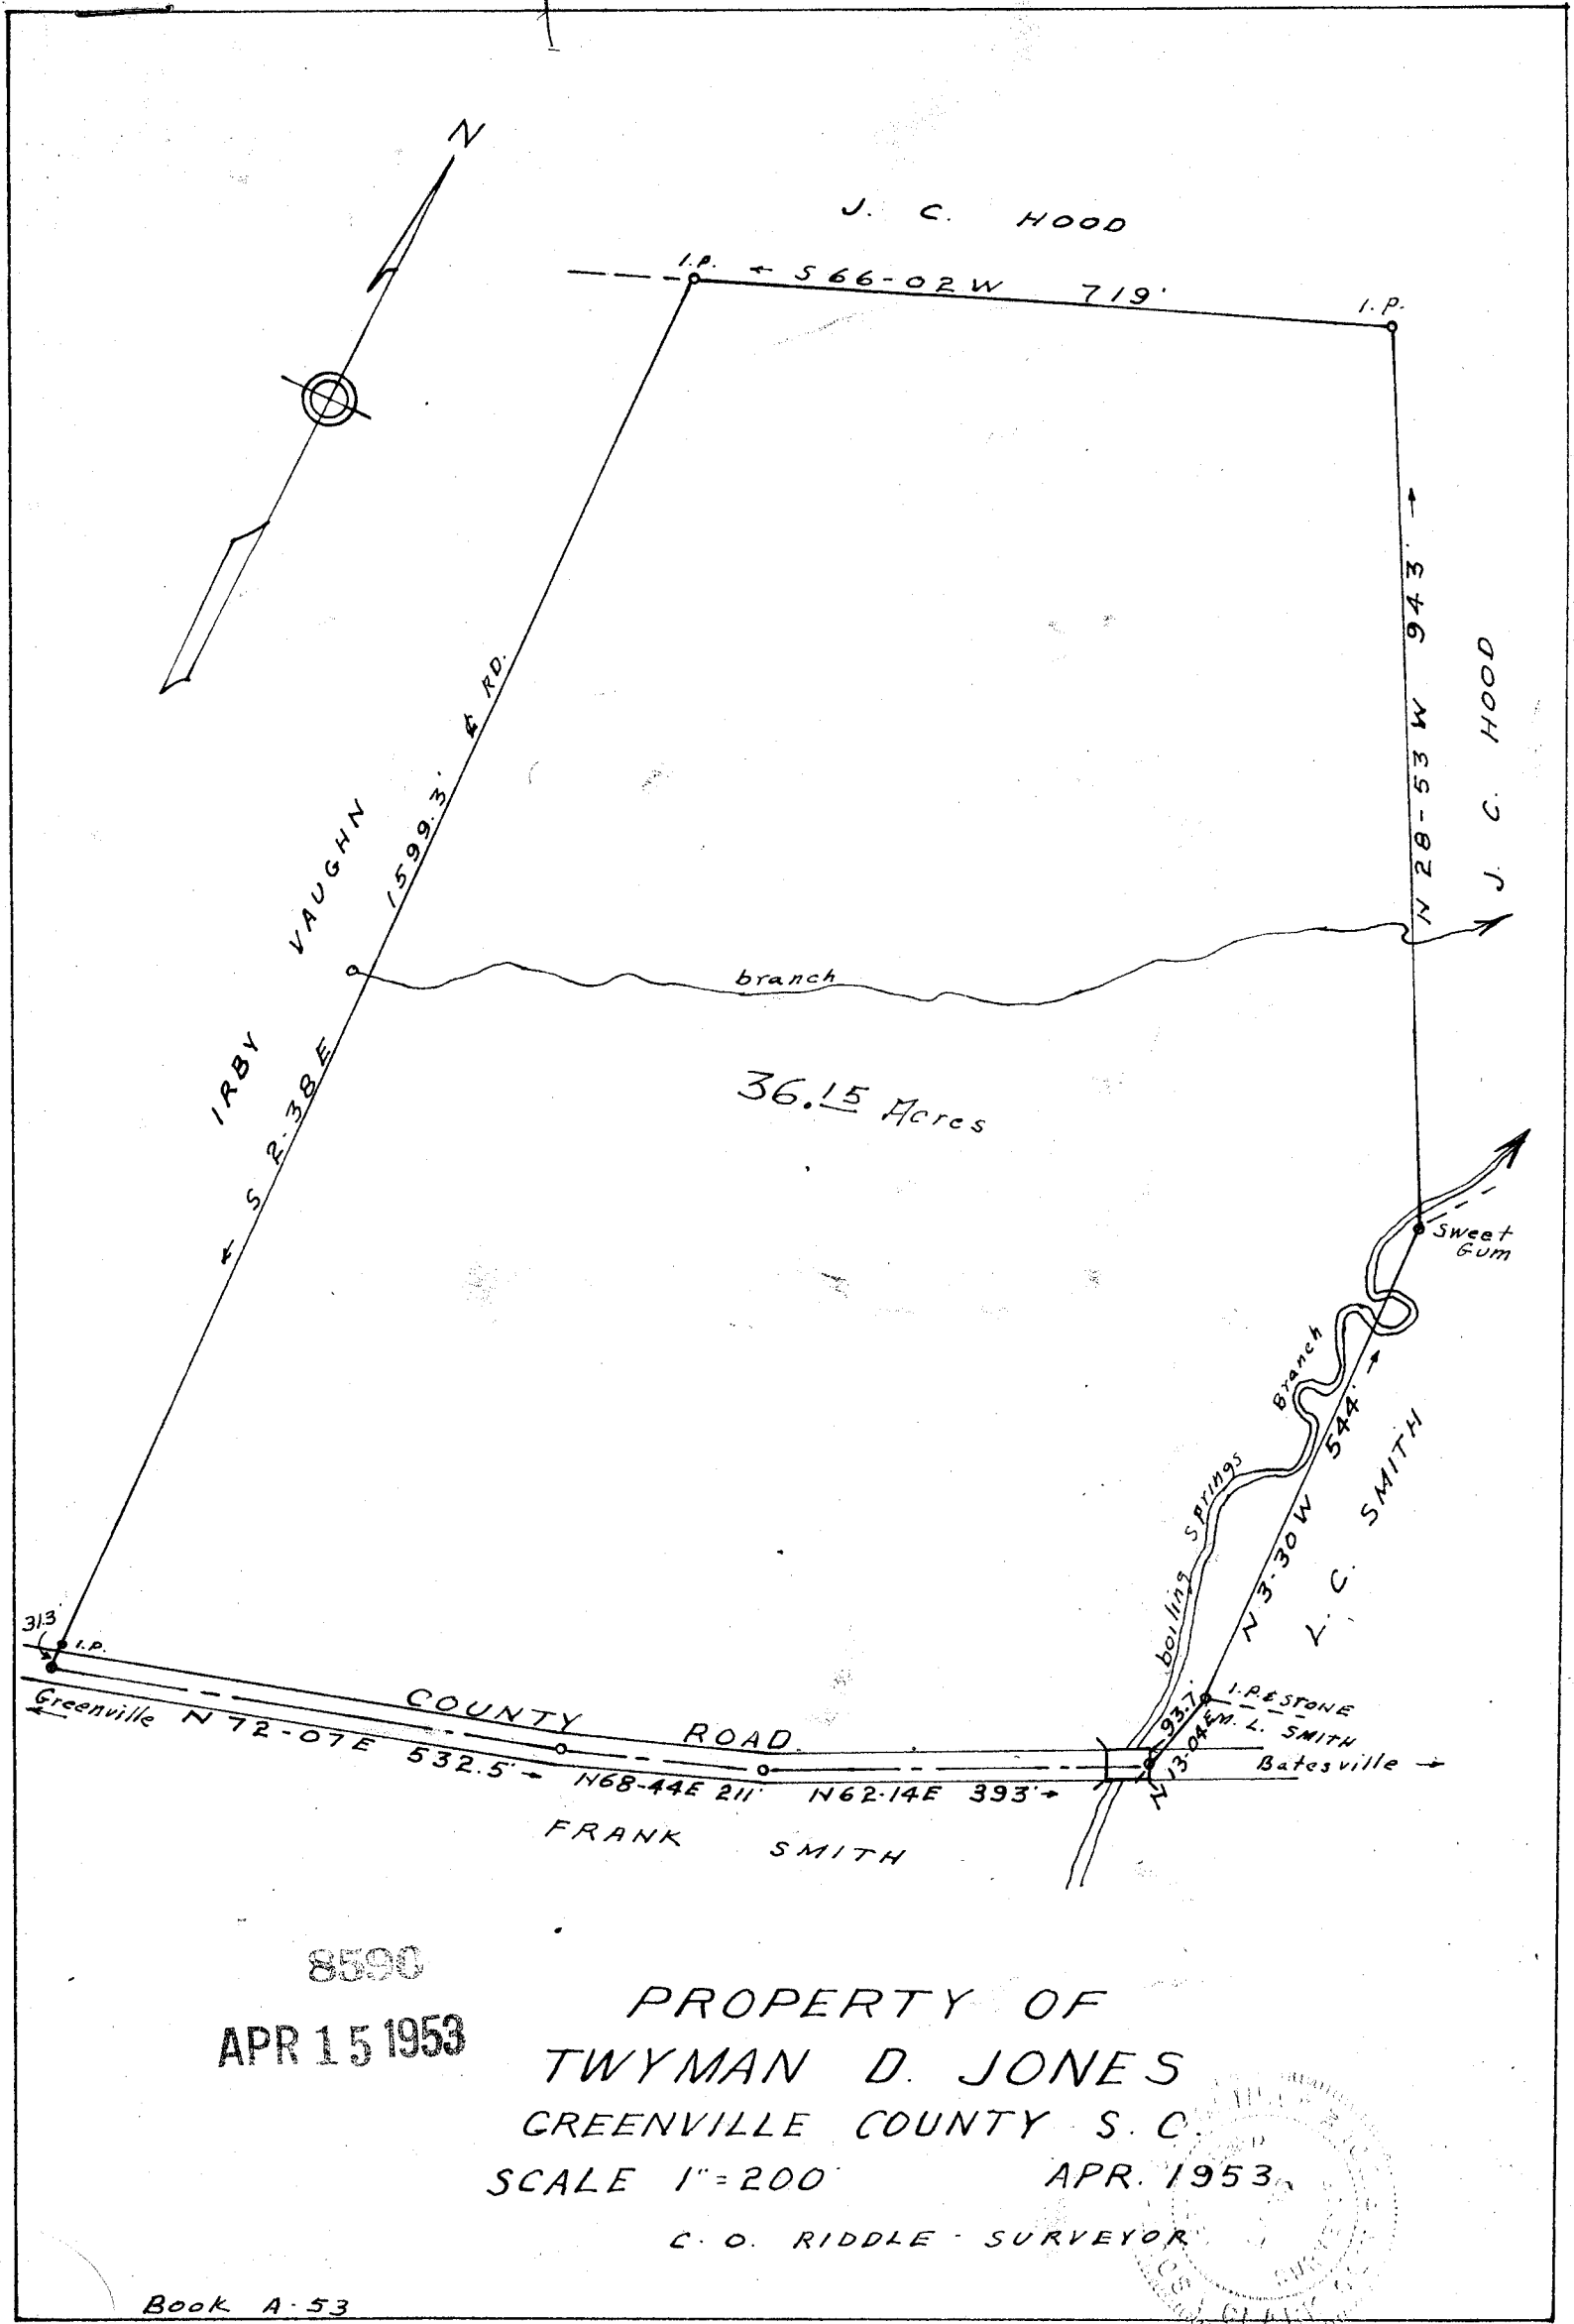 N
J. C. HOOD
I.P. ← S 66-02 W 719'
I.P.
N 28-53 W 943' →
J. C. HOOD
← RD.
1599.3'
IRBY VAUGHN
← S 2-38 E
branch
36.15 Acres
Sweet
Gum
boiling springs Branch
N 3-30 W 544' →
L. C. SMITH
313'
I.P.
93.7'
N 13-04 E
I.P. & STONE
M. L. SMITH
COUNTY ROAD
Greenville
Batesville →
N 72-07 E 532.5' →
N 68-44 E 211'
N 62-14 E 393' →
FRANK SMITH
8590
APR 15 1953
PROPERTY OF
TWYMAN D. JONES
GREENVILLE COUNTY S. C.
SCALE 1" = 200'
APR. 1953
C. O. RIDDLE - SURVEYOR
BOOK A-53